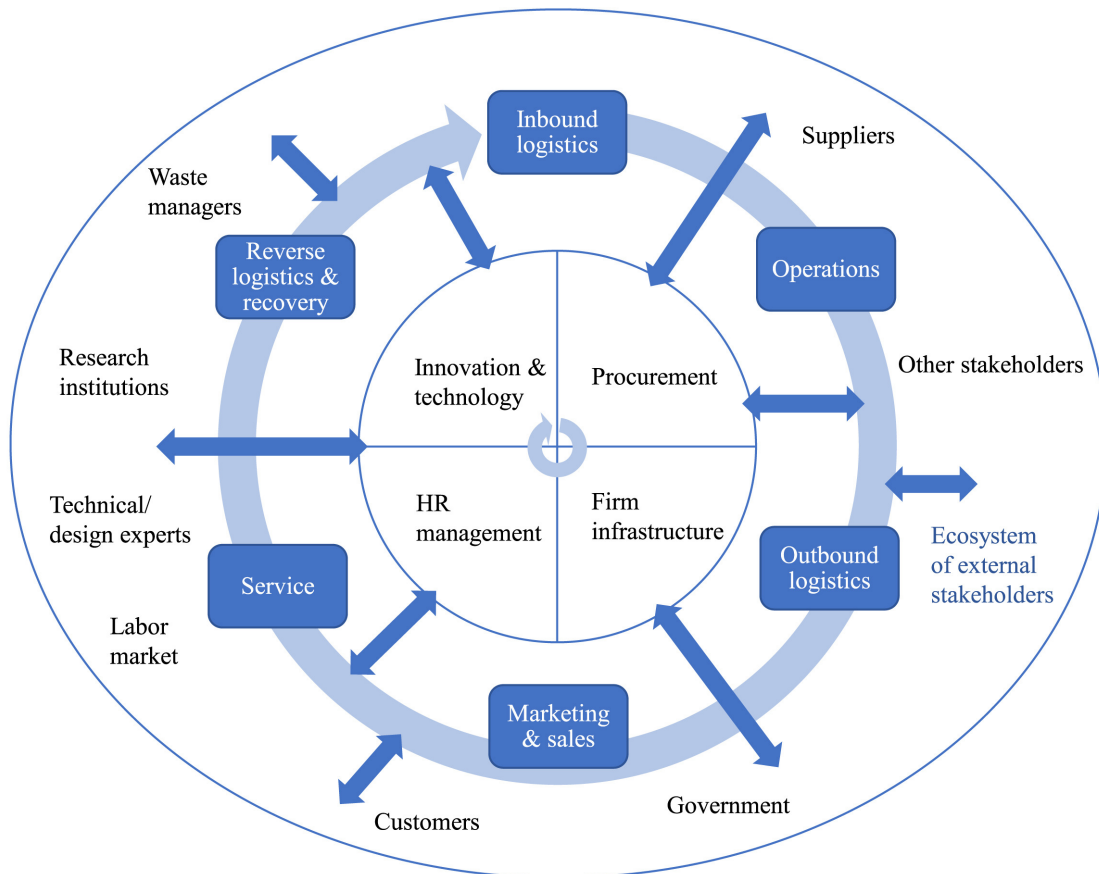 Inbound
logistics
Suppliers
Waste
managers
Reverse
logistics &
recovery
Operations
Research
institutions
Innovation &
technology
Procurement
Other stakeholders
Technical/
design experts
HR
management
Firm
infrastructure
Outbound
logistics
Ecosystem
of external
stakeholders
Service
Labor
market
Marketing
& sales
Government
Customers